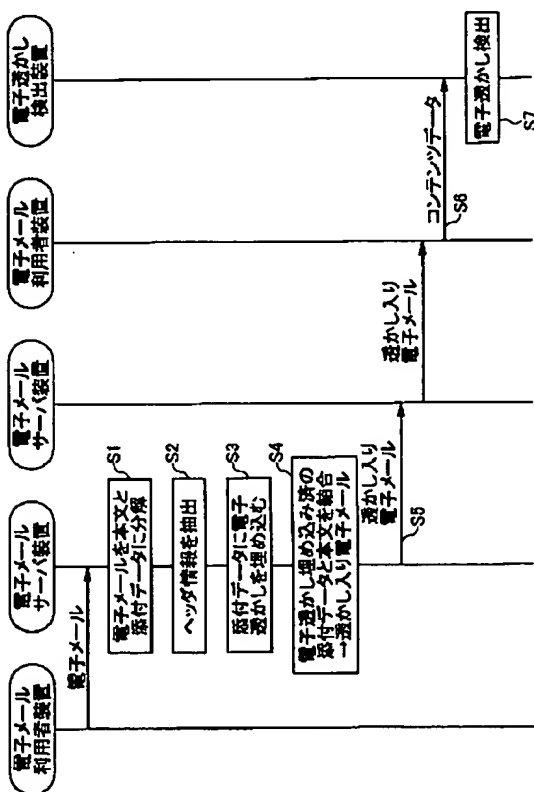 電子メール
利用者装置
電子メール
サーバ装置
電子メール
サーバ装置
電子メール
利用者装置
電子透かし
検出装置
電子メール
S1
電子メールを本文と
添付データに分解
S2
ヘッダ情報を抽出
S3
添付データに電子
透かしを埋め込む
S4
電子透かし埋め込み済の
添付データと本文を結合
→透かし入り電子メール
透かし入り
電子メール
S5
透かし入り
電子メール
コンテンツデータ
S6
電子透かし検出
S7